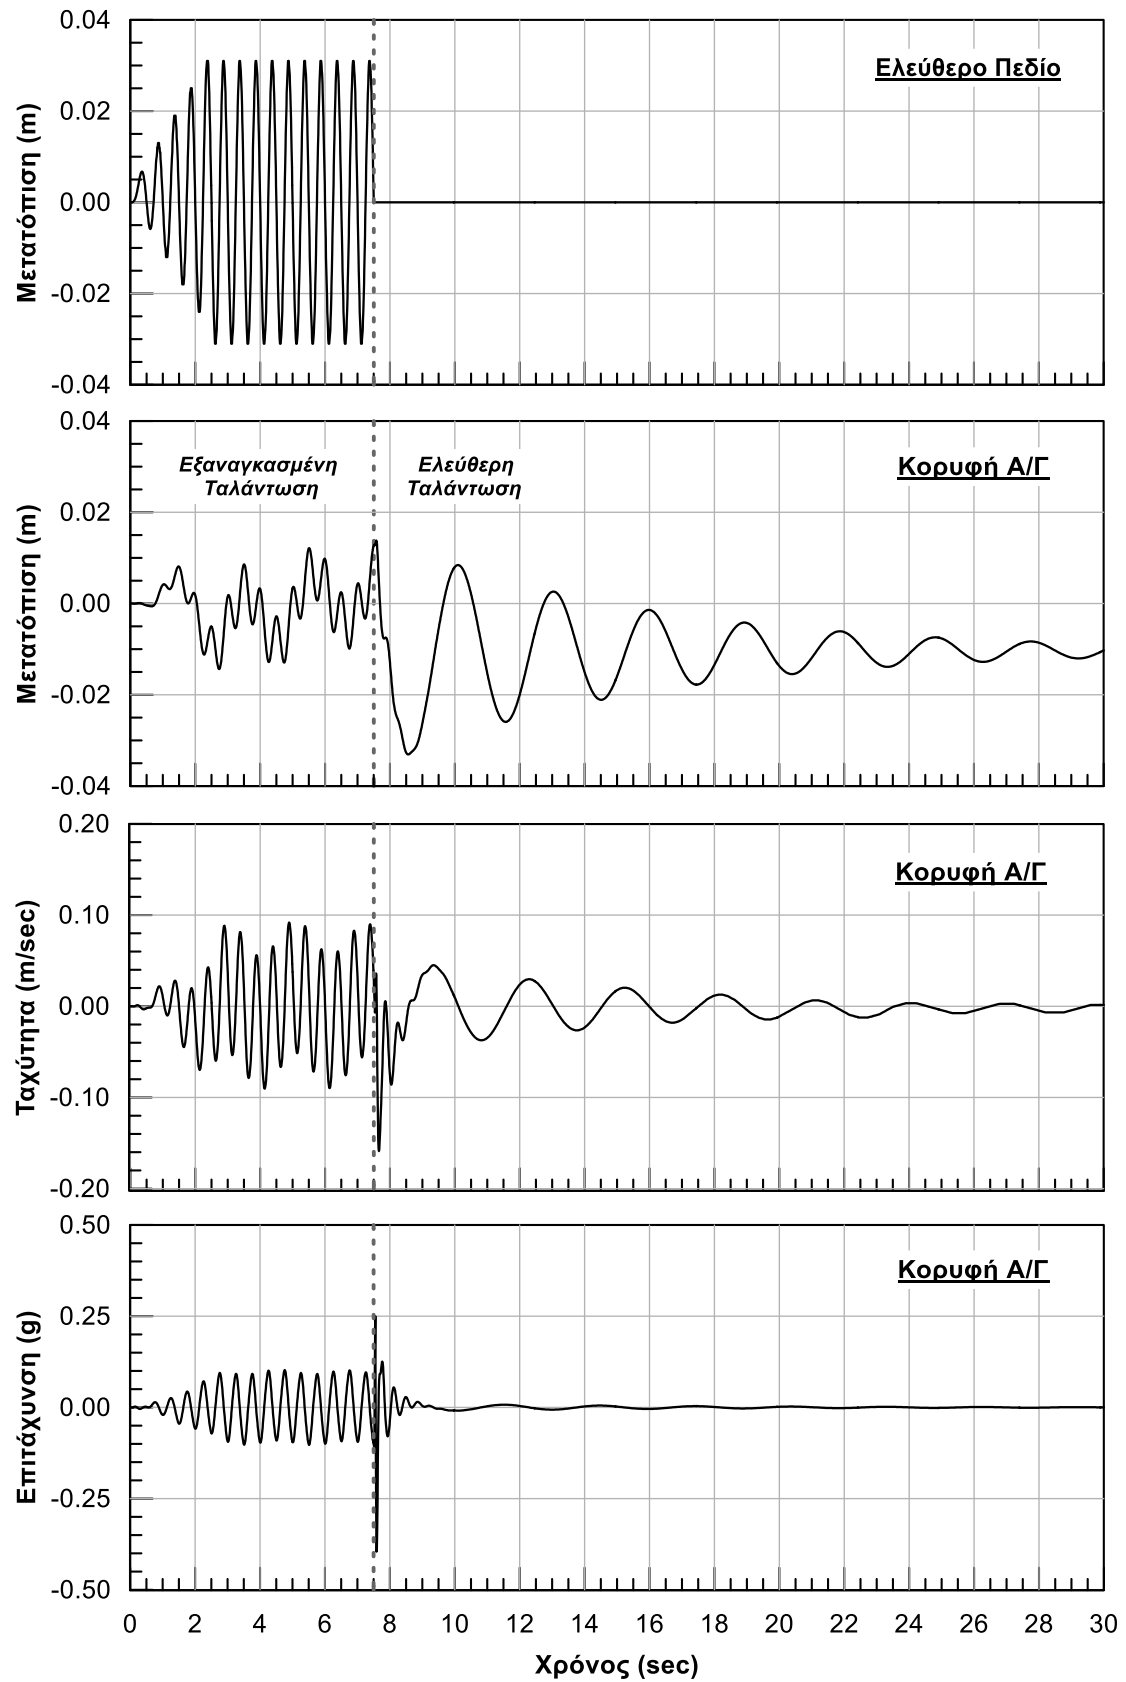 0.04
Ελεύθερο Πεδίο
0.02
0.00
-0.02
-0.04
Μετατόπιση (m)
0.04
Εξαναγκασμένη
Ταλάντωση
Ελεύθερη
Ταλάντωση
Κορυφή Α/Γ
0.02
0.00
-0.02
-0.04
Μετατόπιση (m)
0.20
Κορυφή Α/Γ
0.10
0.00
-0.10
-0.20
Ταχύτητα (m/sec)
0.50
Κορυφή Α/Γ
0.25
0.00
-0.25
-0.50
Επιτάχυνση (g)
0 2 4 6 8 10 12 14 16 18 20 22 24 26 28 30
Χρόνος (sec)